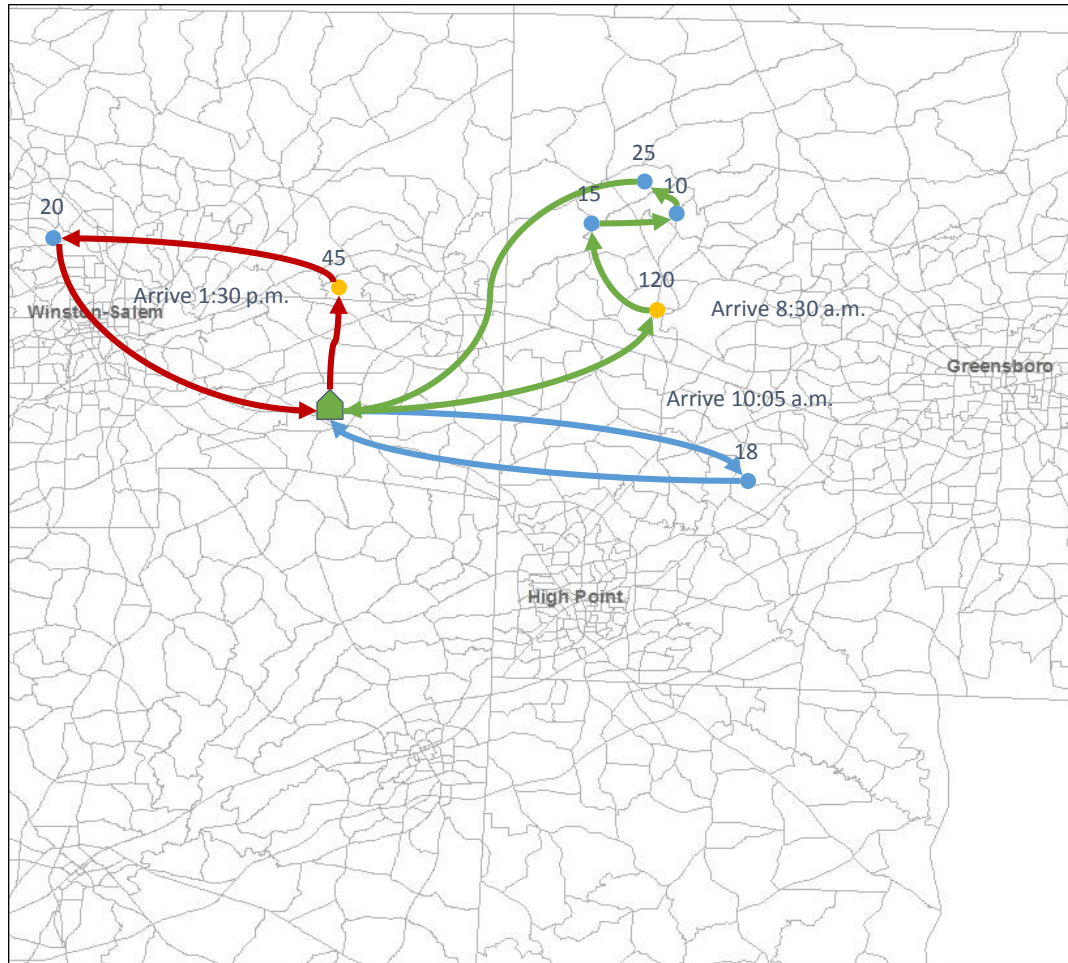 25
10
15
20
45
120
Arrive 1:30 p.m.
Winston-Salem
Arrive 8:30 a.m.
Greensboro
Arrive 10:05 a.m.
18
High Point